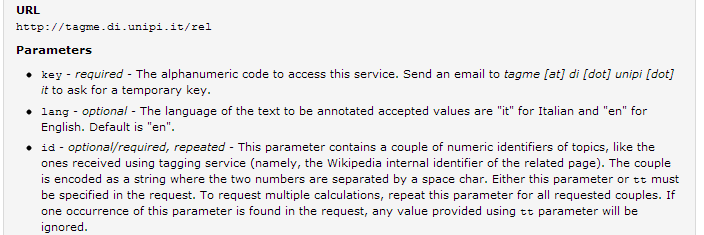 URL
http://tagme.di.unipi.it/rel
Parameters
• key - required - The alphanumeric code to access this service. Send an email to tagme [at] di [dot] unipi [dot]
it to ask for a temporary key.
• lang - optional - The language of the text to be annotated accepted values are "it" for Italian and "en" for
English. Default is "en".
• id - optional/required, repeated - This parameter contains a couple of numeric identifiers of topics, like the
ones received using tagging service (namely, the Wikipedia internal identifier of the related page). The couple
is encoded as a string where the two numbers are separated by a space char. Either this parameter or tt must
be specified in the request. To request multiple calculations, repeat this parameter for all requested couples. If
one occurrence of this parameter is found in the request, any value provided using tt parameter will be
ignored.